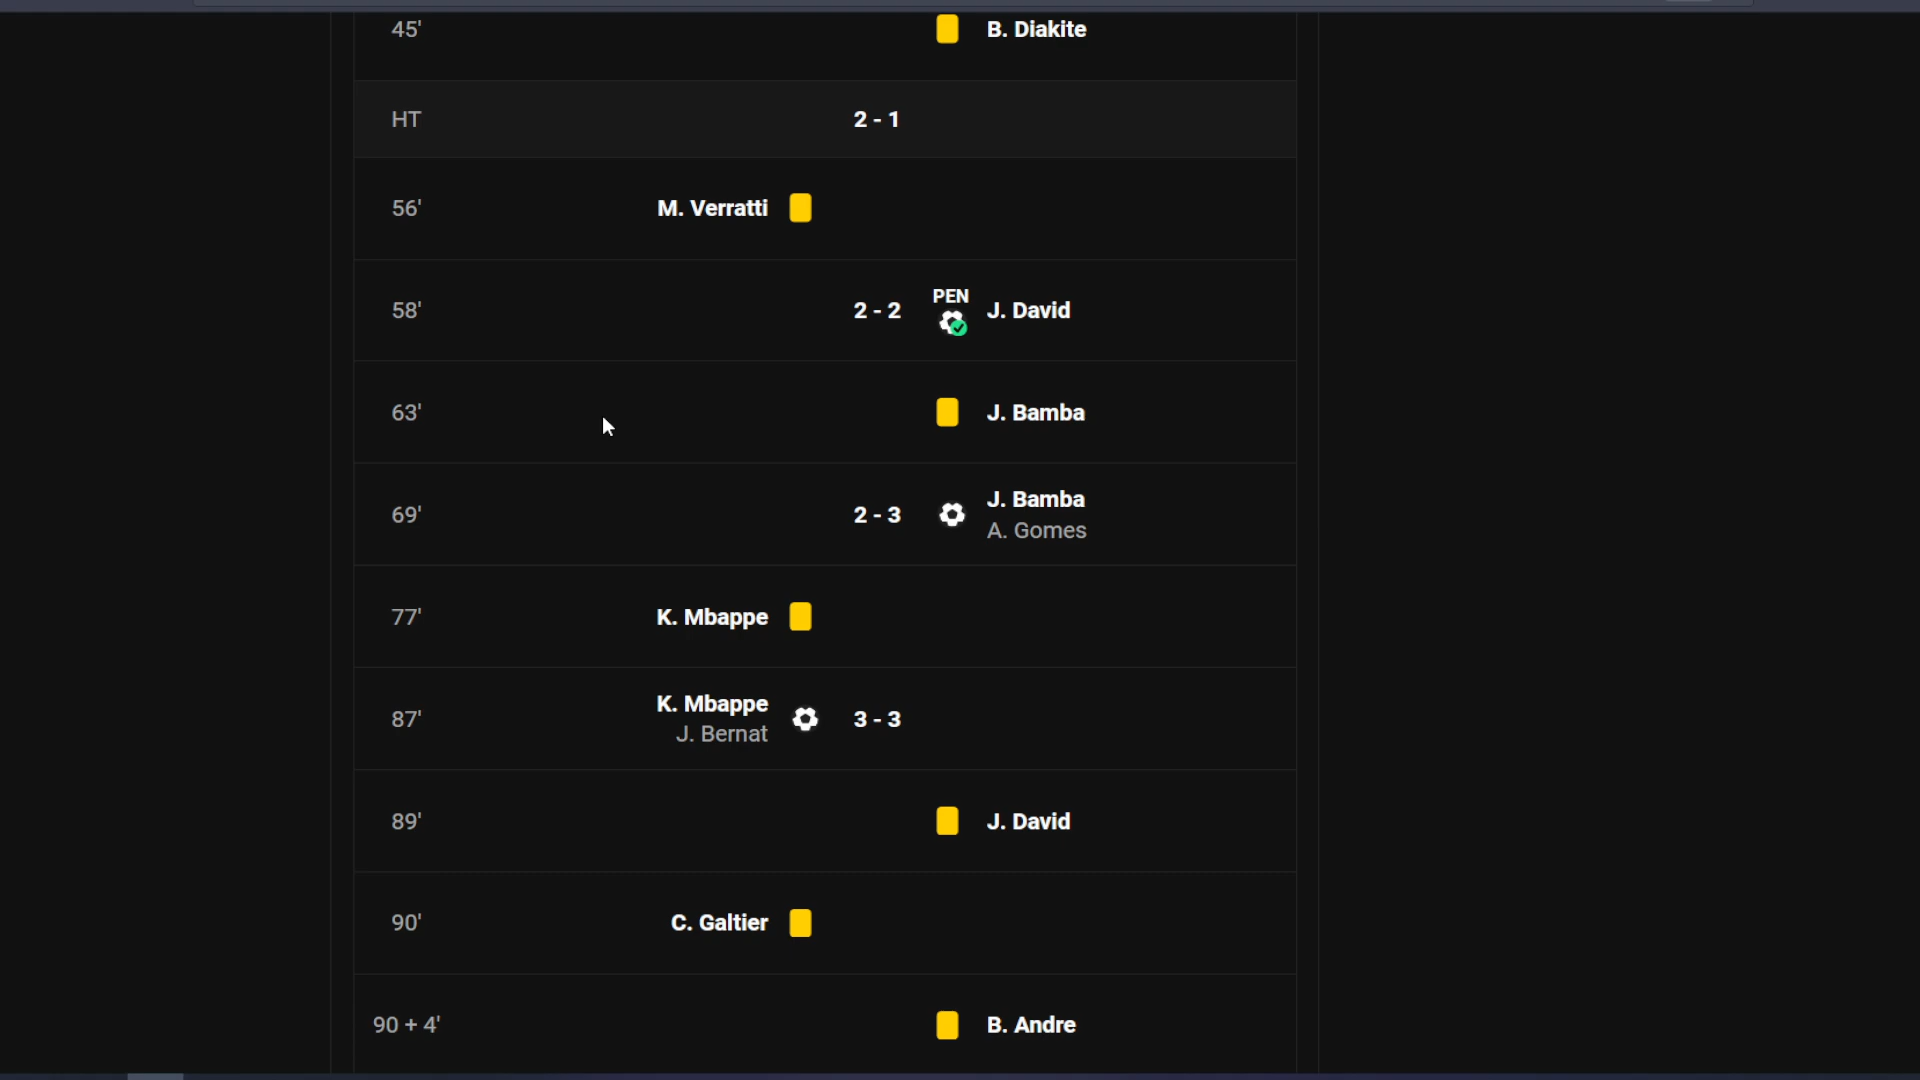 45' B. Diakite
HT 2 - 1
56' M. Verratti
58' 2 - 2 PEN J. David
63' J. Bamba
69' 2 - 3 J. Bamba
A. Gomes
77' K. Mbappe
87' K. Mbappe 3 - 3
J. Bernat
89' J. David
90' C. Galtier
90 + 4' B. Andre